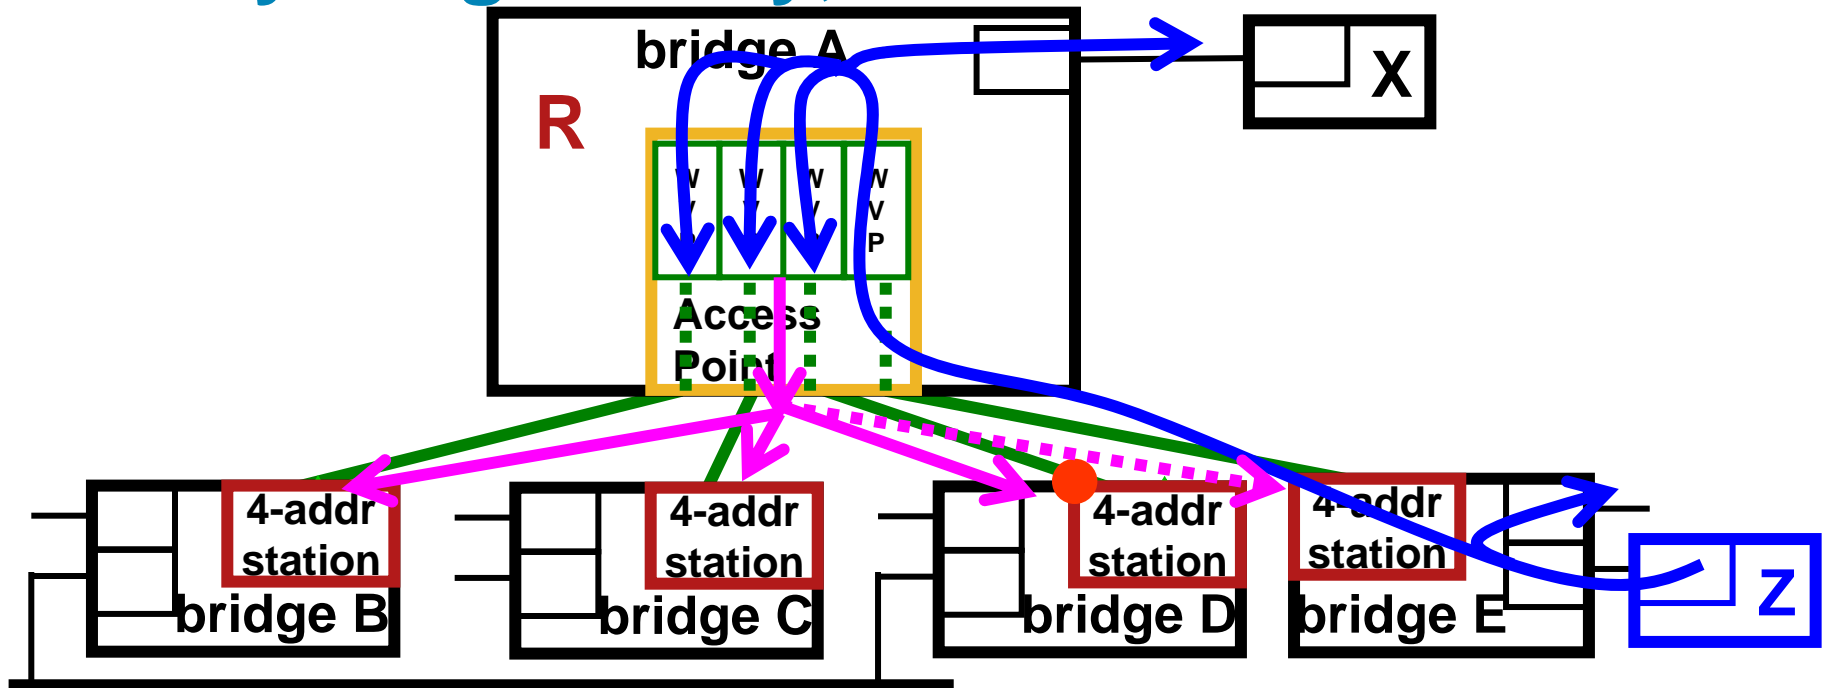 bridge A
X
R
W
V
W
W
W
V
P
Access
Point
4-addr
station
bridge B
4-addr
station
bridge C
4-addr
station
bridge D
4-addr
station
bridge E
Z